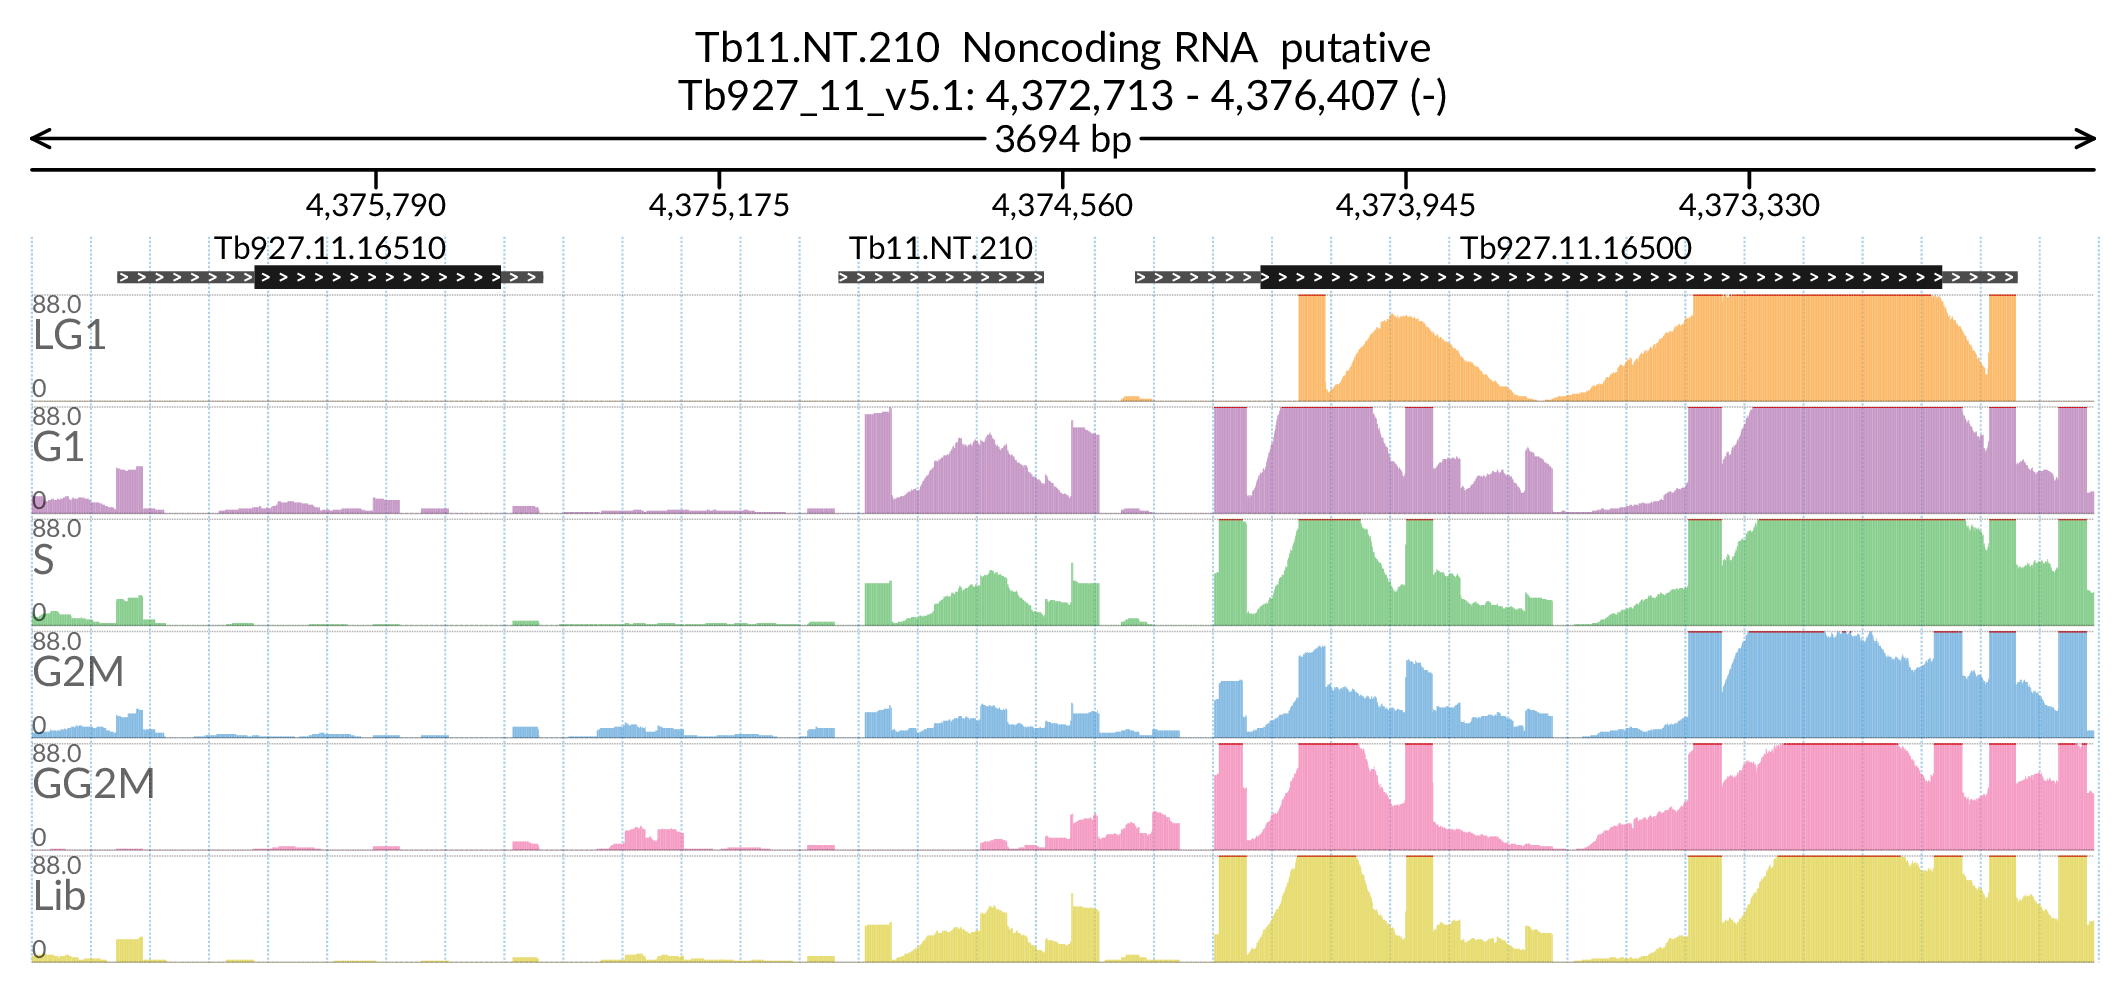 Tb11.NT.210 Noncoding RNA putative
Tb927_11_v5.1: 4,372,713 - 4,376,407 (-)
3694 bp
4,375,790 4,375,175 4,374,560 4,373,945 4,373,330
Tb927.11.16510 Tb11.NT.210 Tb927.11.16500
88.0
LG1
0
88.0
G1
0
88.0
S
0
88.0
G2M
0
88.0
GG2M
0
88.0
Lib
0